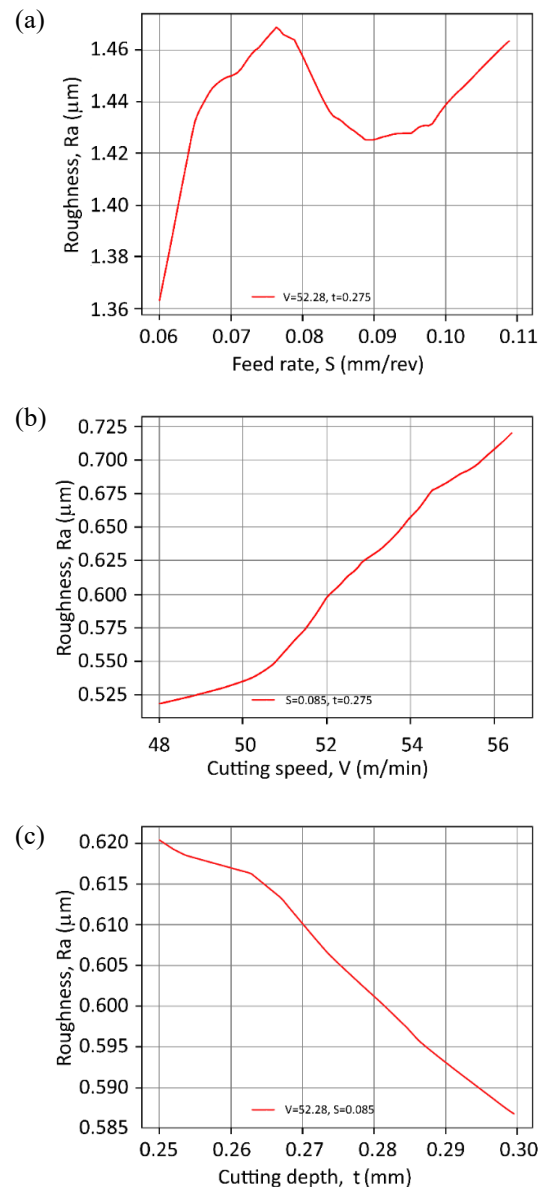 (a)
Roughness, Ra (μm)
1.46
1.44
1.42
1.40
1.38
1.36
V=52.28, t=0.275
0.06 0.07 0.08 0.09 0.10 0.11
Feed rate, S (mm/rev)
(b)
Roughness, Ra (μm)
0.725
0.700
0.675
0.650
0.625
0.600
0.575
0.550
0.525
S=0.085, t=0.275
48 50 52 54 56
Cutting speed, V (m/min)
(c)
Roughness, Ra (μm)
0.620
0.615
0.610
0.605
0.600
0.595
0.590
0.585
V=52.28, S=0.085
0.25 0.26 0.27 0.28 0.29 0.30
Cutting depth, t (mm)